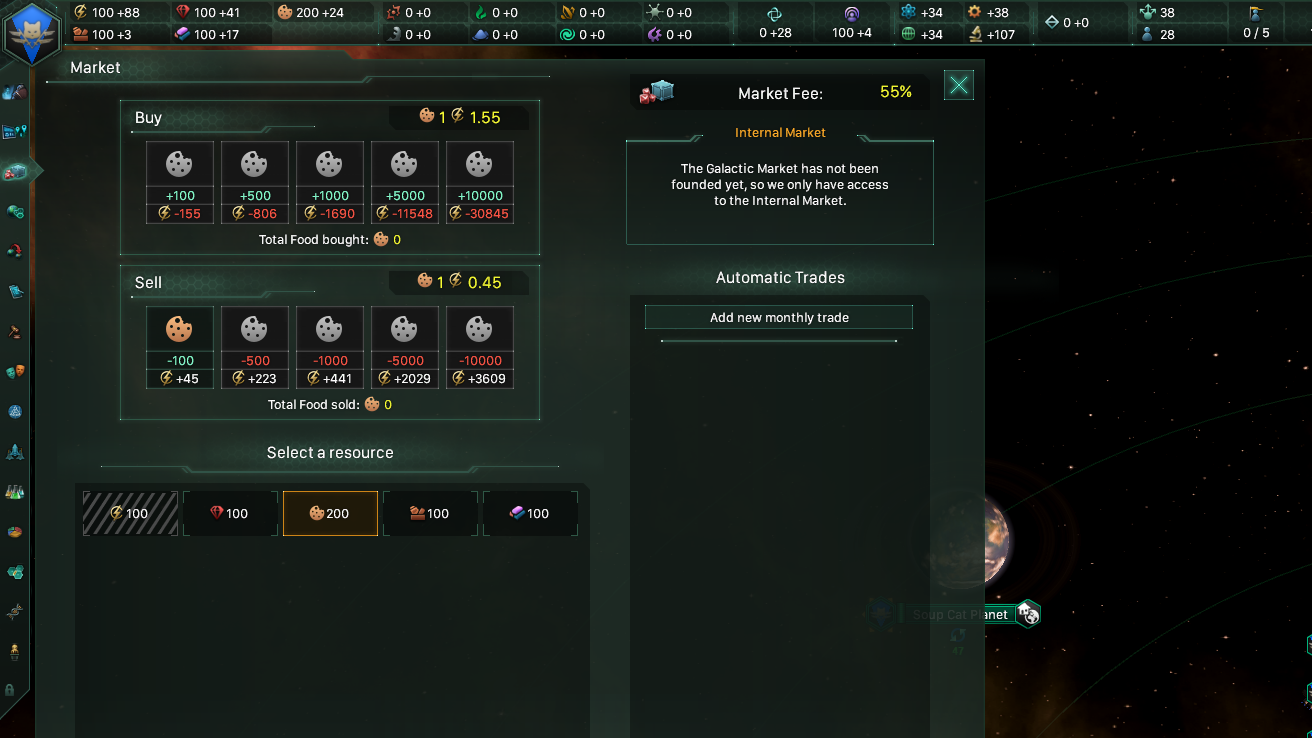 100 +88 100 +41 200 +24 0 +0 0 +0 0 +0 0 +0 +34 +38 0 +0 38
100 +3 100 +17 0 +0 0 +0 0 +0 0 +0 0 +28 100 +4 +34 +107 28 0 / 5
Market
Market Fee: 55%
Buy 1 1.55
+100 +500 +1000 +5000 +10000
-155 -806 -1690 -11548 -30845
Total Food bought: 0
Internal Market
The Galactic Market has not been
founded yet, so we only have access
to the Internal Market.
Sell 1 0.45
-100 -500 -1000 -5000 -10000
+45 +223 +441 +2029 +3609
Total Food sold: 0
Automatic Trades
Add new monthly trade
Select a resource
100 100 200 100 100
Soup Cat Planet
47